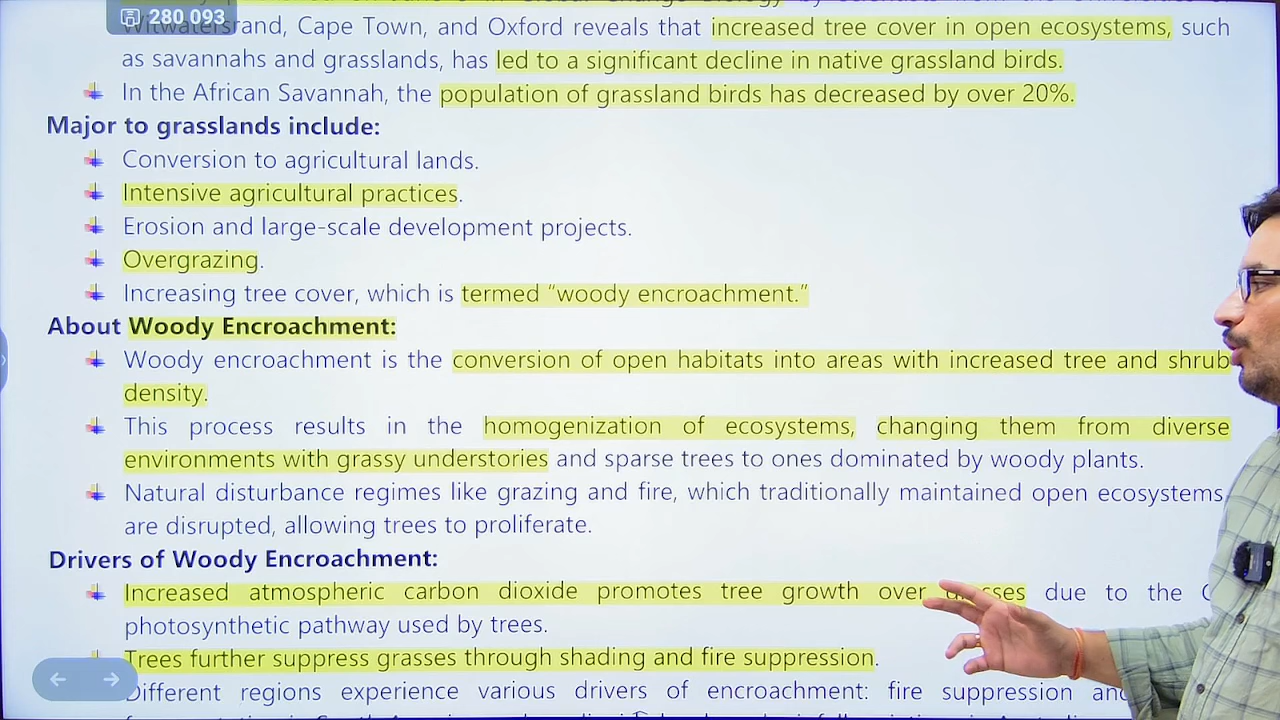 280 093
Witwatersrand, Cape Town, and Oxford reveals that increased tree cover in open ecosystems, such
as savannahs and grasslands, has led to a significant decline in native grassland birds.
In the African Savannah, the population of grassland birds has decreased by over 20%.
Major to grasslands include:
Conversion to agricultural lands.
Intensive agricultural practices.
Erosion and large-scale development projects.
Overgrazing.
Increasing tree cover, which is termed “woody encroachment.”
About Woody Encroachment:
Woody encroachment is the conversion of open habitats into areas with increased tree and shrub
density.
This process results in the homogenization of ecosystems, changing them from diverse
environments with grassy understories and sparse trees to ones dominated by woody plants.
Natural disturbance regimes like grazing and fire, which traditionally maintained open ecosystems,
are disrupted, allowing trees to proliferate.
Drivers of Woody Encroachment:
Increased atmospheric carbon dioxide promotes tree growth over grasses due to the
photosynthetic pathway used by trees.
Trees further suppress grasses through shading and fire suppression.
Different regions experience various drivers of encroachment: fire suppression